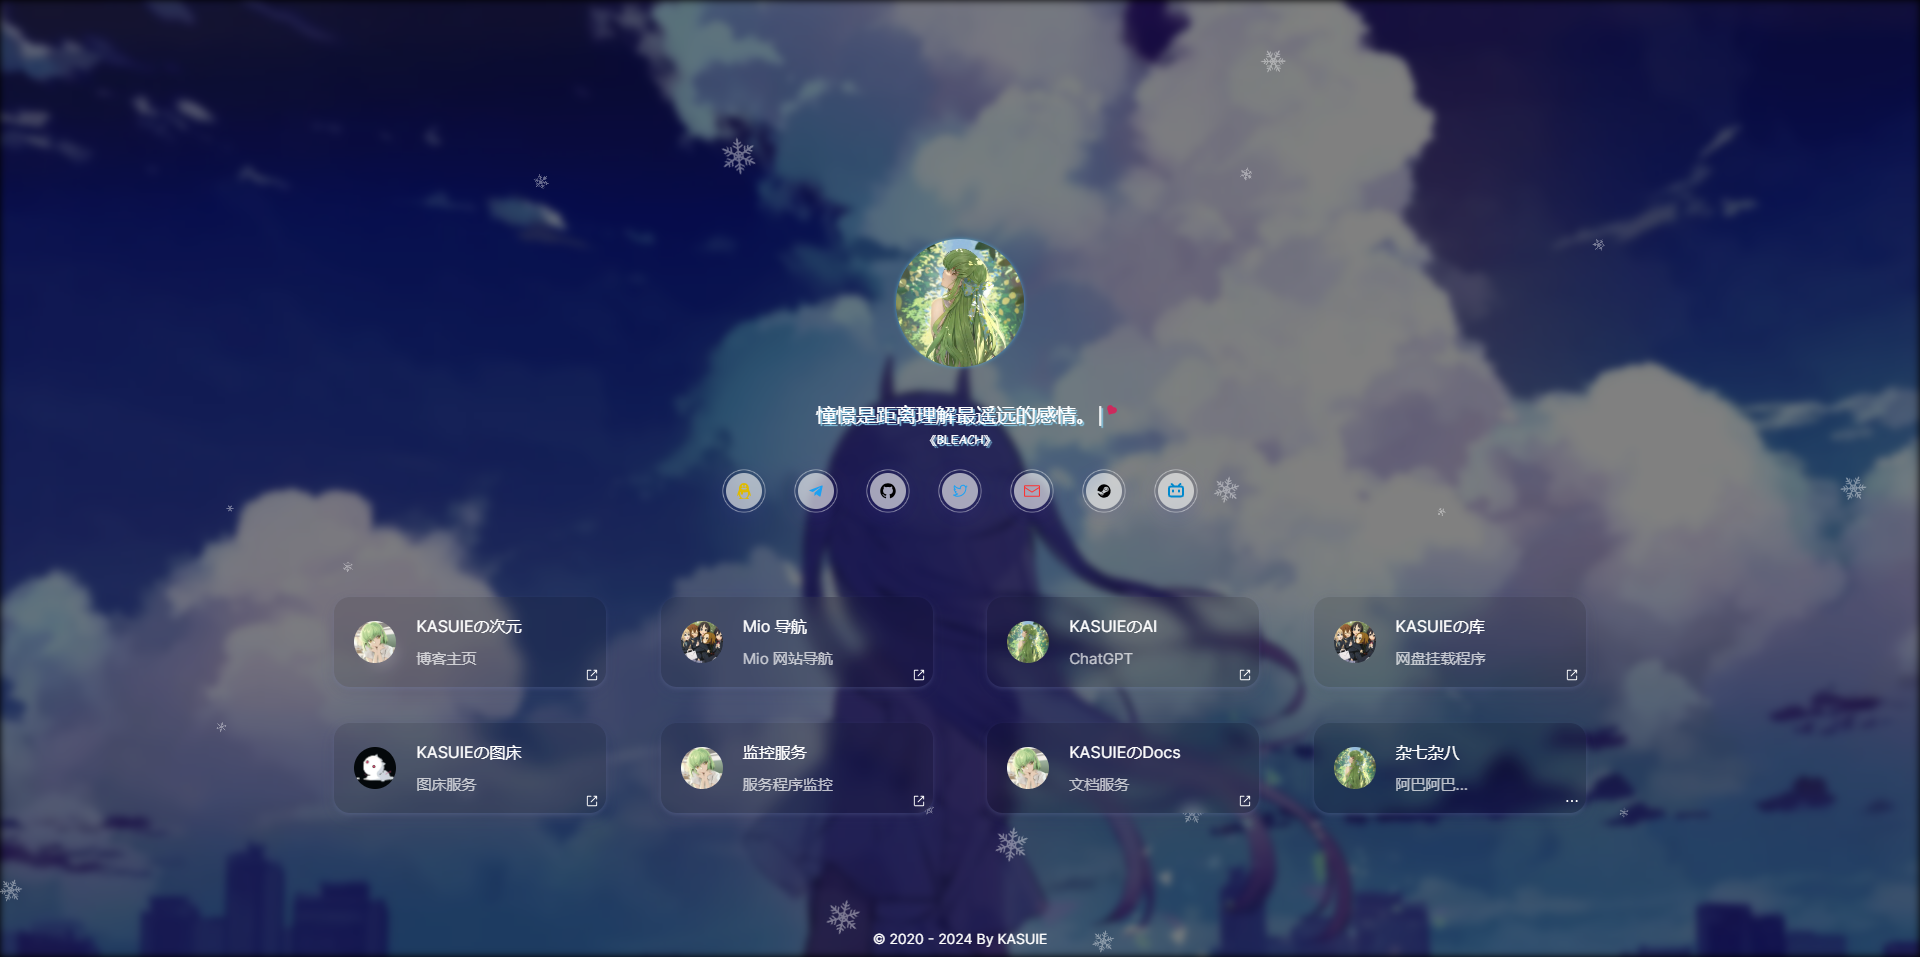 憧憬是距离理解最遥远的感情。|
《BLEACH》
KASUIEの次元
博客主页
Mio 导航
Mio 网站导航
KASUIEのAI
ChatGPT
KASUIEの库
网盘挂载程序
KASUIEの图床
图床服务
监控服务
服务程序监控
KASUIEのDocs
文档服务
杂七杂八
阿巴阿巴...
© 2020 - 2024 By KASUIE